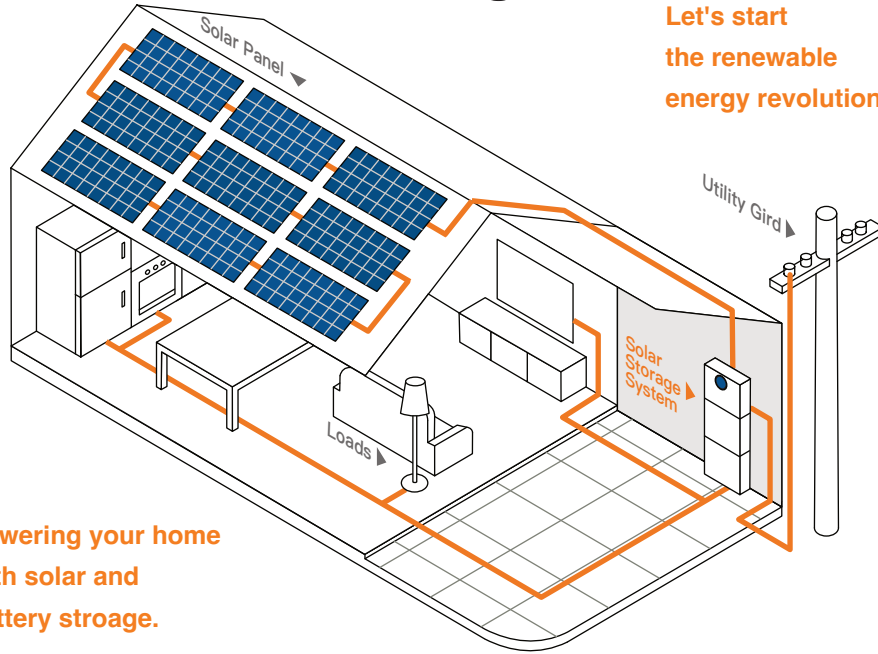 Let's start
the renewable
energy revolution
Solar Panel
Utility Gird
Solar
Storage
System
Loads
wering your home
th solar and
ttery stroage.